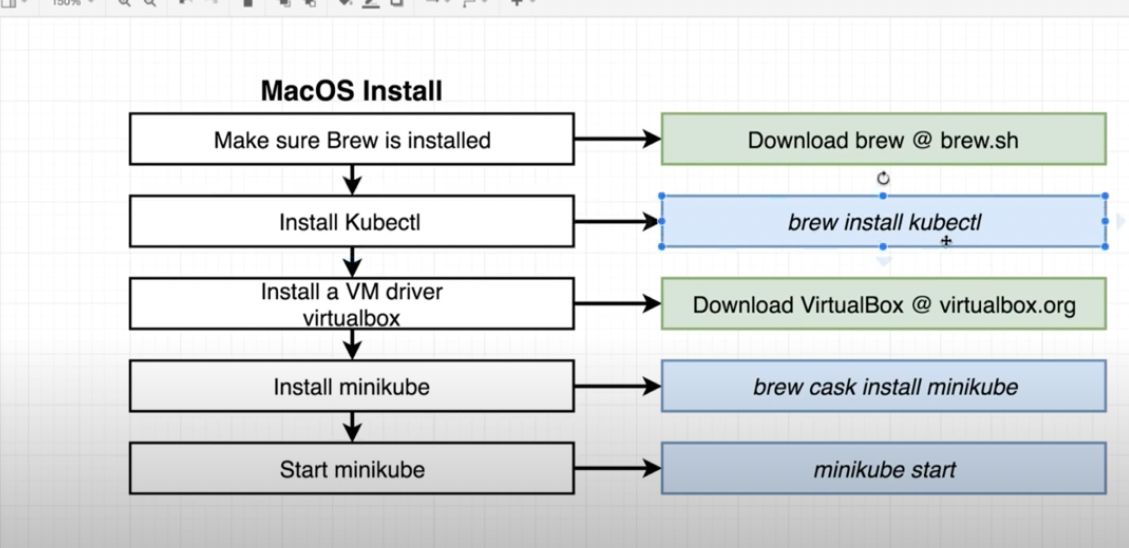 150%
MacOS Install
Make sure Brew is installed
Download brew @ brew.sh
Install Kubectl
brew install kubectl
Install a VM driver
virtualbox
Download VirtualBox @ virtualbox.org
Install minikube
brew cask install minikube
Start minikube
minikube start